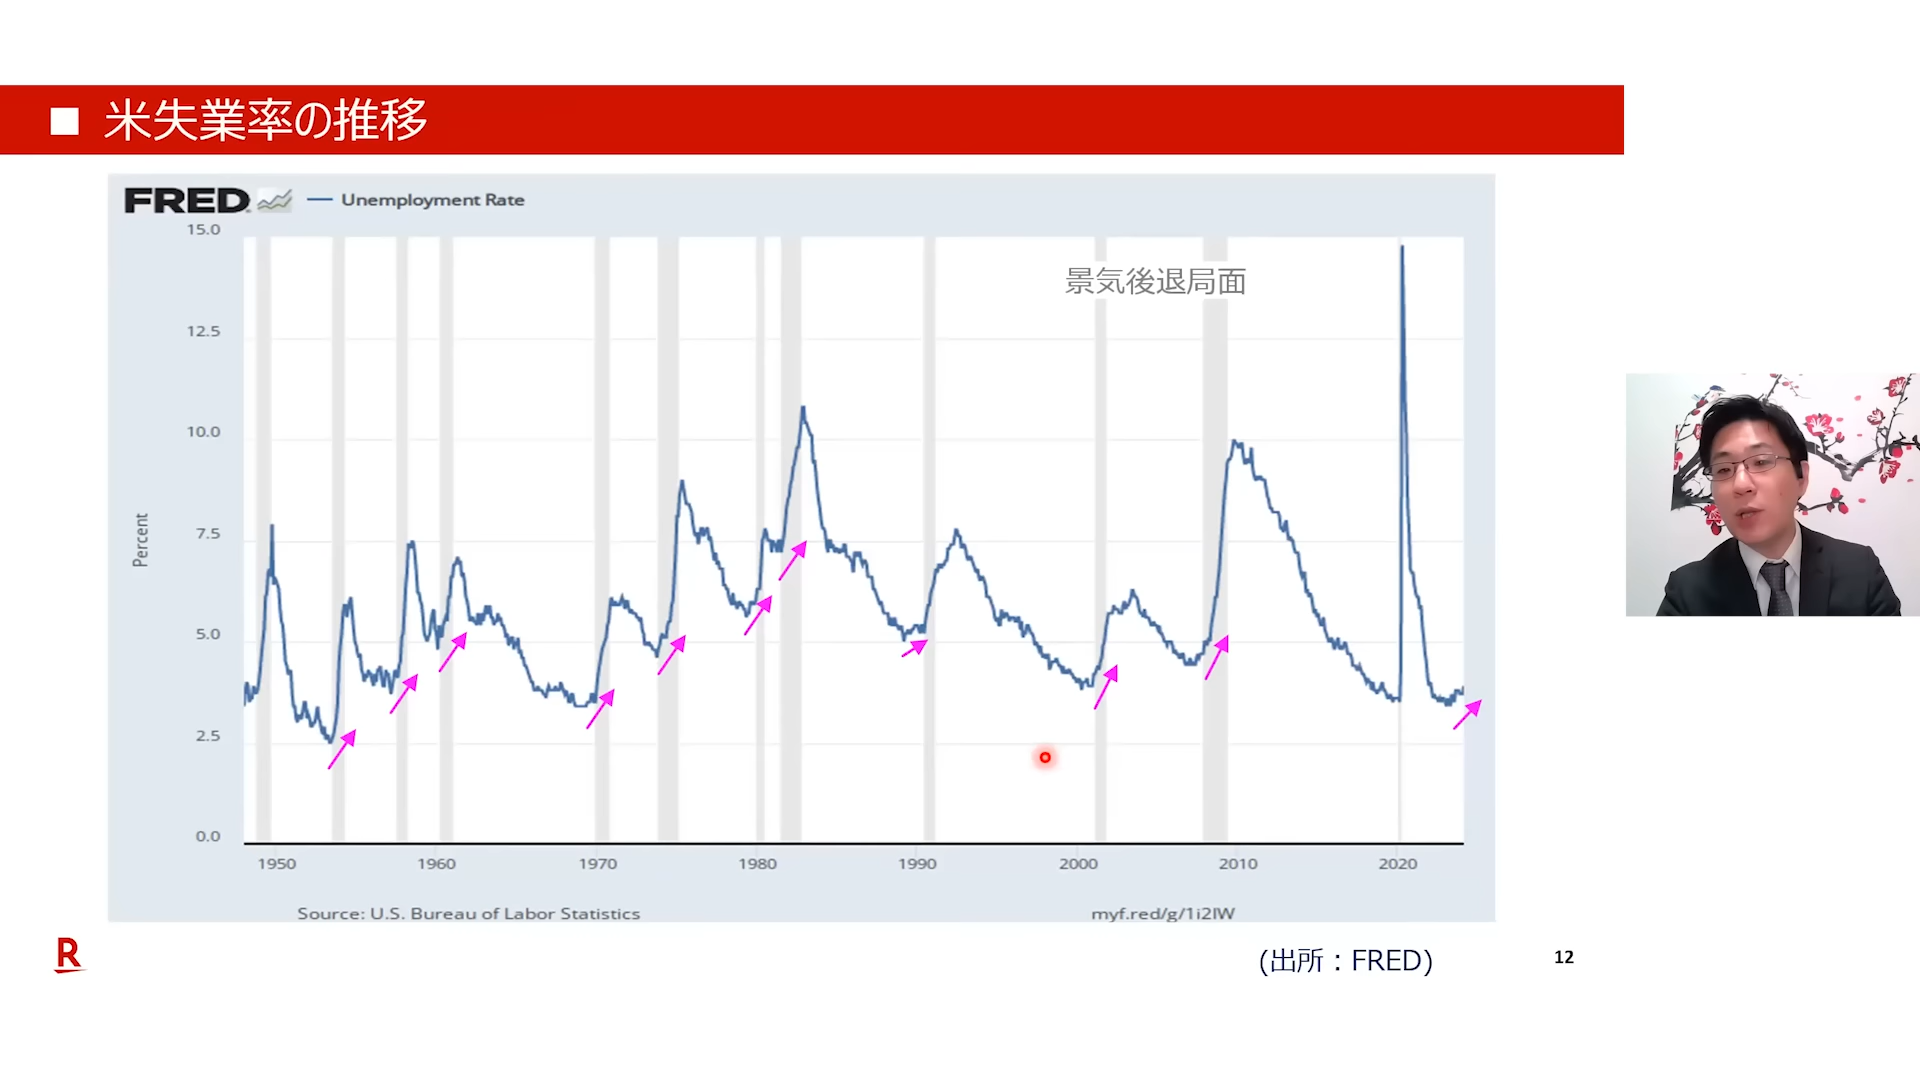 ■ 米失業率の推移
FRED Unemployment Rate
15.0
12.5
10.0
7.5
5.0
2.5
0.0
Percent
景気後退局面
1950 1960 1970 1980 1990 2000 2010 2020
Source: U.S. Bureau of Labor Statistics
myf.red/g/1i2IW
R
(出所：FRED)
12